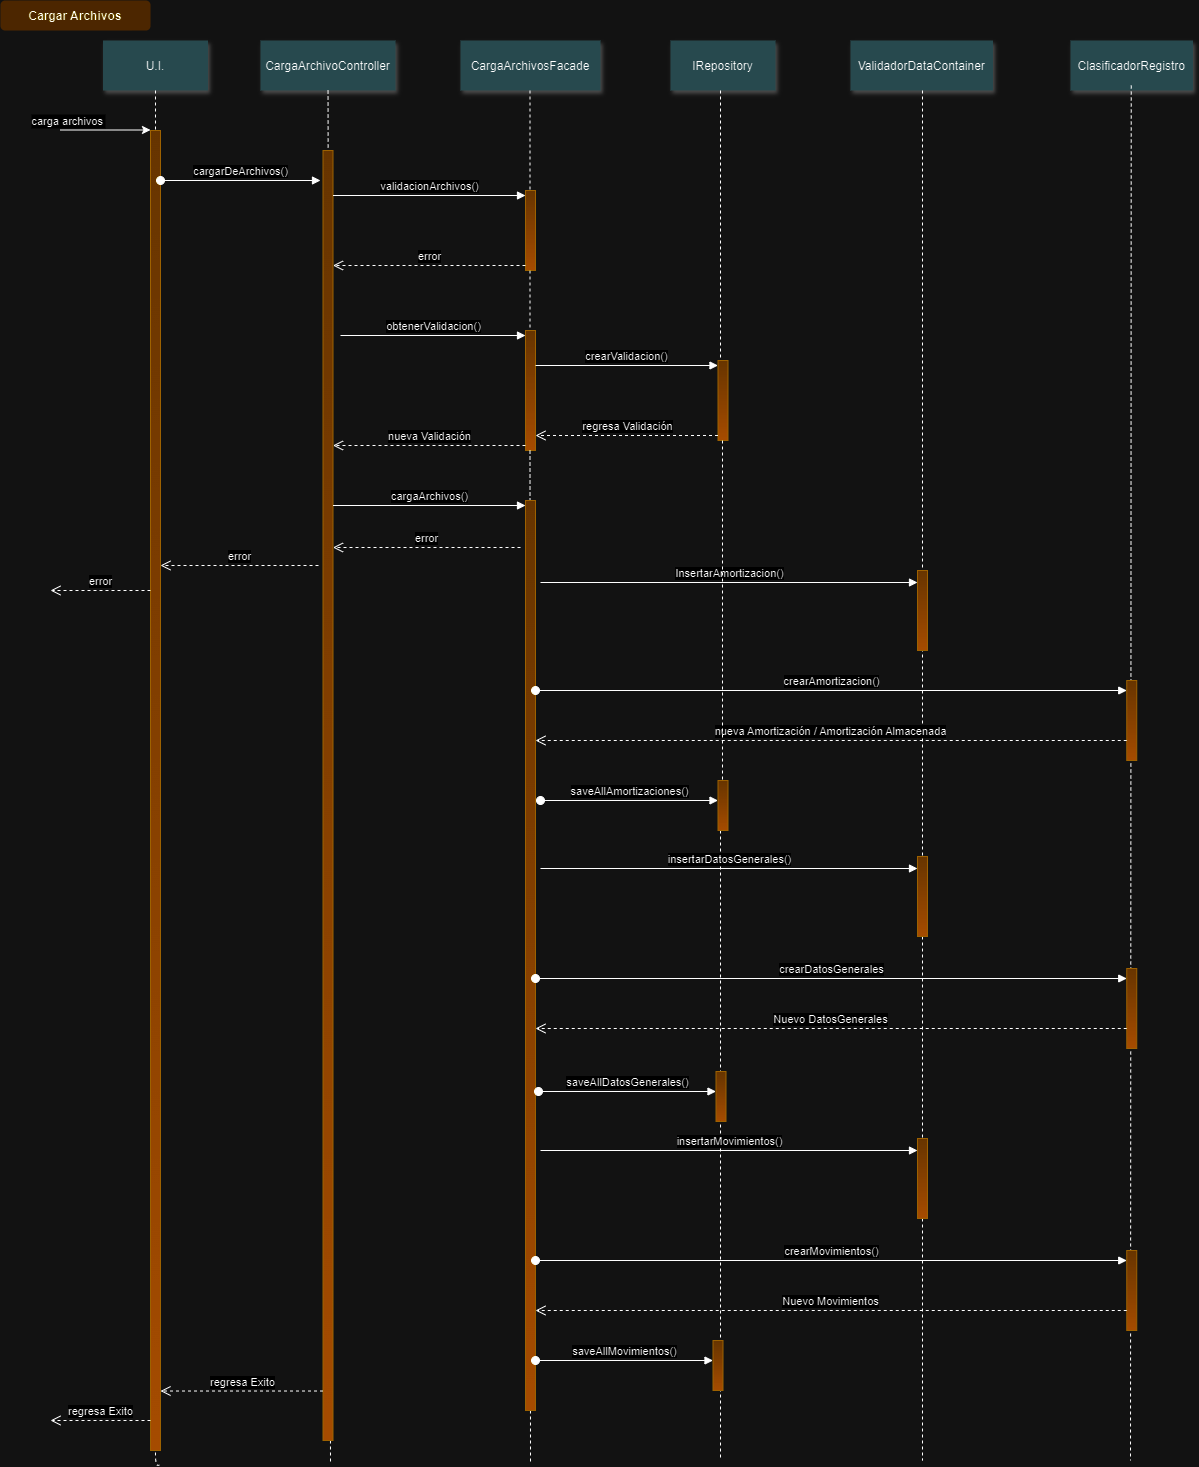 Cargar Archivos
U.I.
CargaArchivoController
CargaArchivosFacade
IRepository
ValidadorDataContainer
ClasificadorRegistro
carga archivos
cargarDeArchivos()
validacionArchivos()
error
obtenerValidacion()
crearValidacion()
regresa Validación
nueva Validación
cargaArchivos()
error
error
error
InsertarAmortizacion()
crearAmortizacion()
nueva Amortización / Amortización Almacenada
saveAllAmortizaciones()
insertarDatosGenerales()
crearDatosGenerales
Nuevo DatosGenerales
saveAllDatosGenerales()
insertarMovimientos()
crearMovimientos()
Nuevo Movimientos
saveAllMovimientos()
regresa Exito
regresa Exito